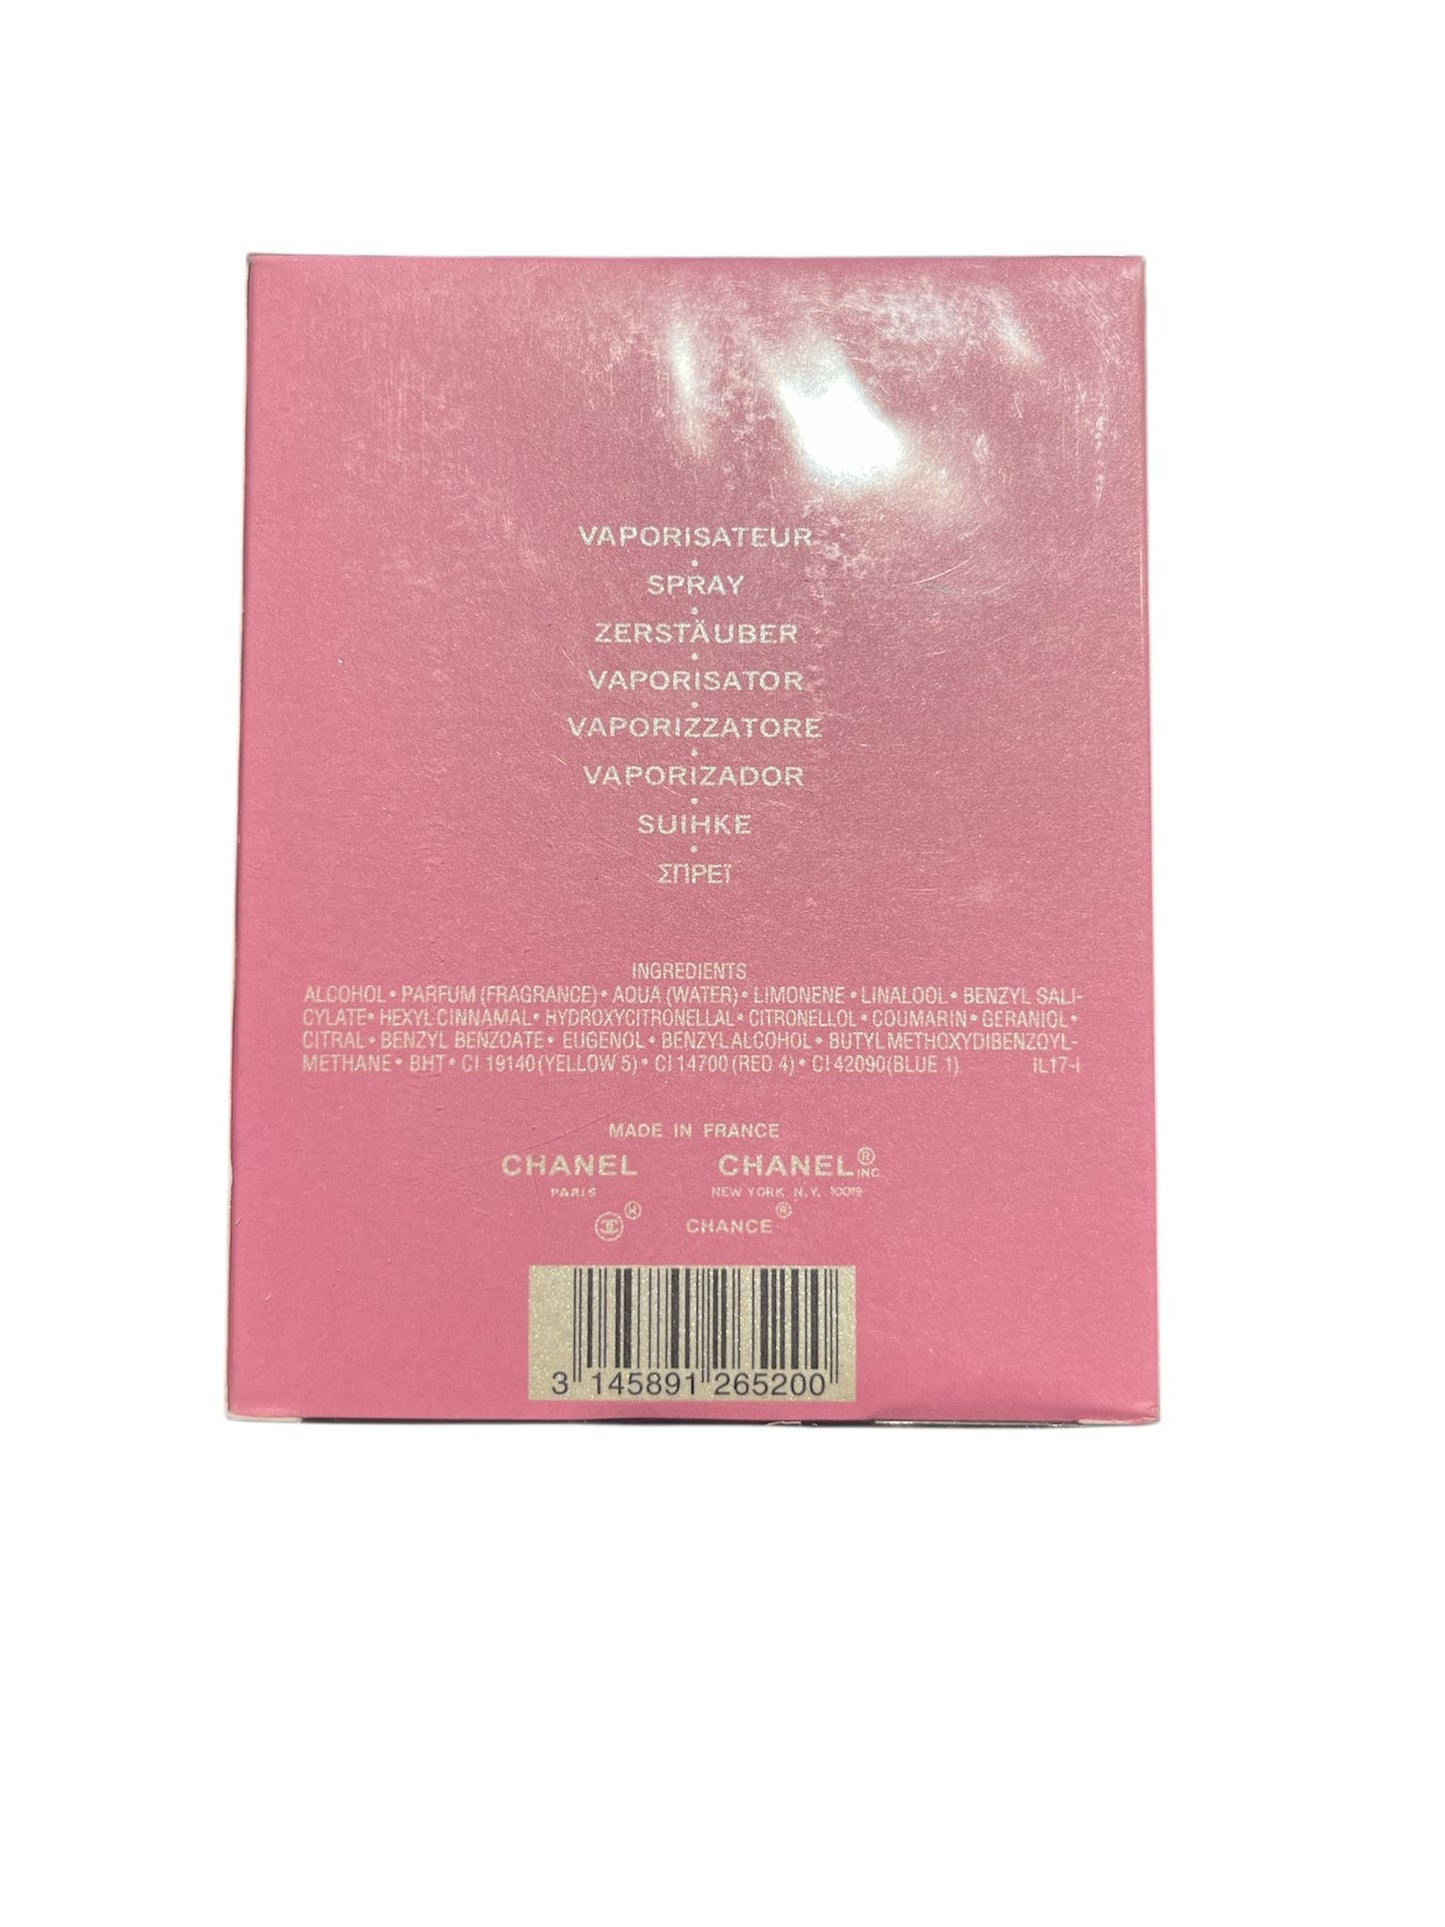 VAPORISATEUR
•
SPRAY
•
ZERSTÄUBER
•
VAPORISATOR
•
VAPORIZZATORE
•
VAPORIZADOR
•
SUIHKE
•
ΣΠΡΕΪ
INGREDIENTS
ALCOHOL • PARFUM (FRAGRANCE) • AQUA (WATER) • LIMONENE • LINALOOL • BENZYL SALI-
CYLATE • HEXYL CINNAMAL • HYDROXYCITRONELLAL • CITRONELLOL • COUMARIN • GERANIOL •
CITRAL • BENZYL BENZOATE • EUGENOL • BENZYL ALCOHOL • BUTYL METHOXYDIBENZOYL-
METHANE • BHT • CI 19140 (YELLOW 5) • CI 14700 (RED 4) • CI 42090 (BLUE 1). IL17-I
MADE IN FRANCE
CHANEL CHANEL® INC.
PARIS NEW YORK N.Y. 10019
® CHANCE®
3 145891 265200